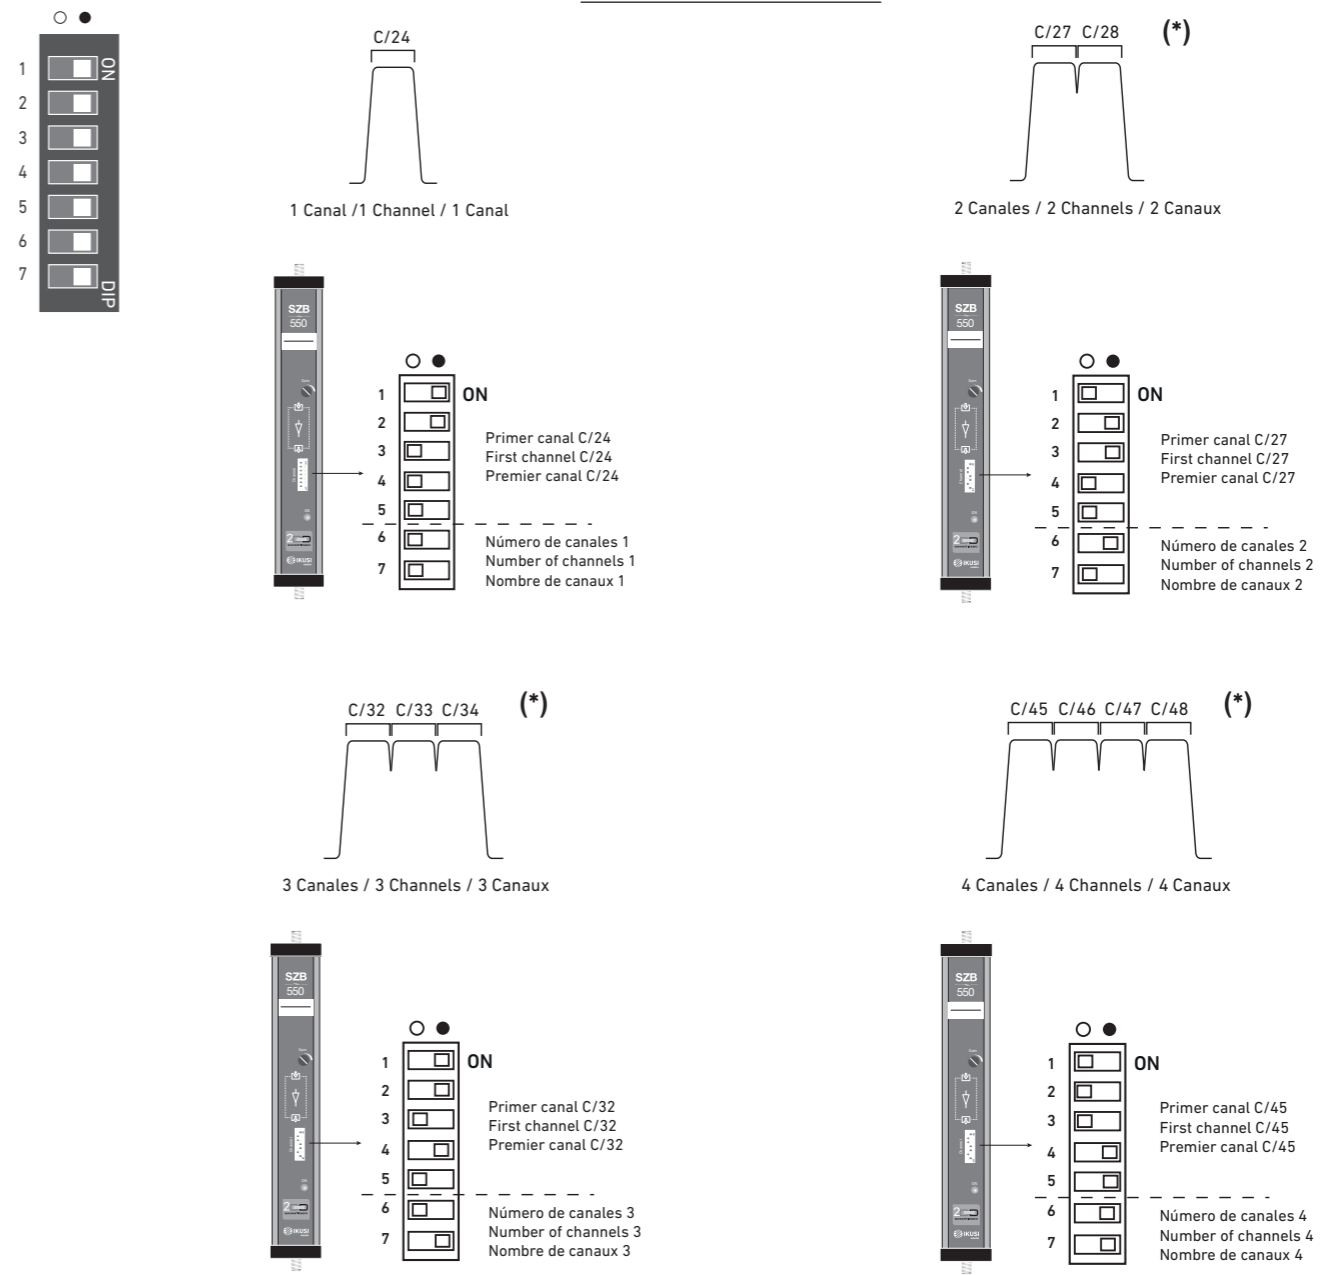 1
2
3
4
5
6
7
ON
DIP
C/24
1 Canal /1 Channel / 1 Canal
SZB
550
2
IKUSI
1
2
3
4
5
6
7
ON
Primer canal C/24
First channel C/24
Premier canal C/24
Número de canales 1
Number of channels 1
Nombre de canaux 1
C/27 C/28
(*)
2 Canales / 2 Channels / 2 Canaux
SZB
550
2
IKUSI
1
2
3
4
5
6
7
ON
Primer canal C/27
First channel C/27
Premier canal C/27
Número de canales 2
Number of channels 2
Nombre de canaux 2
C/32 C/33 C/34
(*)
3 Canales / 3 Channels / 3 Canaux
SZB
550
2
IKUSI
1
2
3
4
5
6
7
ON
Primer canal C/32
First channel C/32
Premier canal C/32
Número de canales 3
Number of channels 3
Nombre de canaux 3
C/45 C/46 C/47 C/48
(*)
4 Canales / 4 Channels / 4 Canaux
SZB
550
2
IKUSI
1
2
3
4
5
6
7
ON
Primer canal C/45
First channel C/45
Premier canal C/45
Número de canales 4
Number of channels 4
Nombre de canaux 4